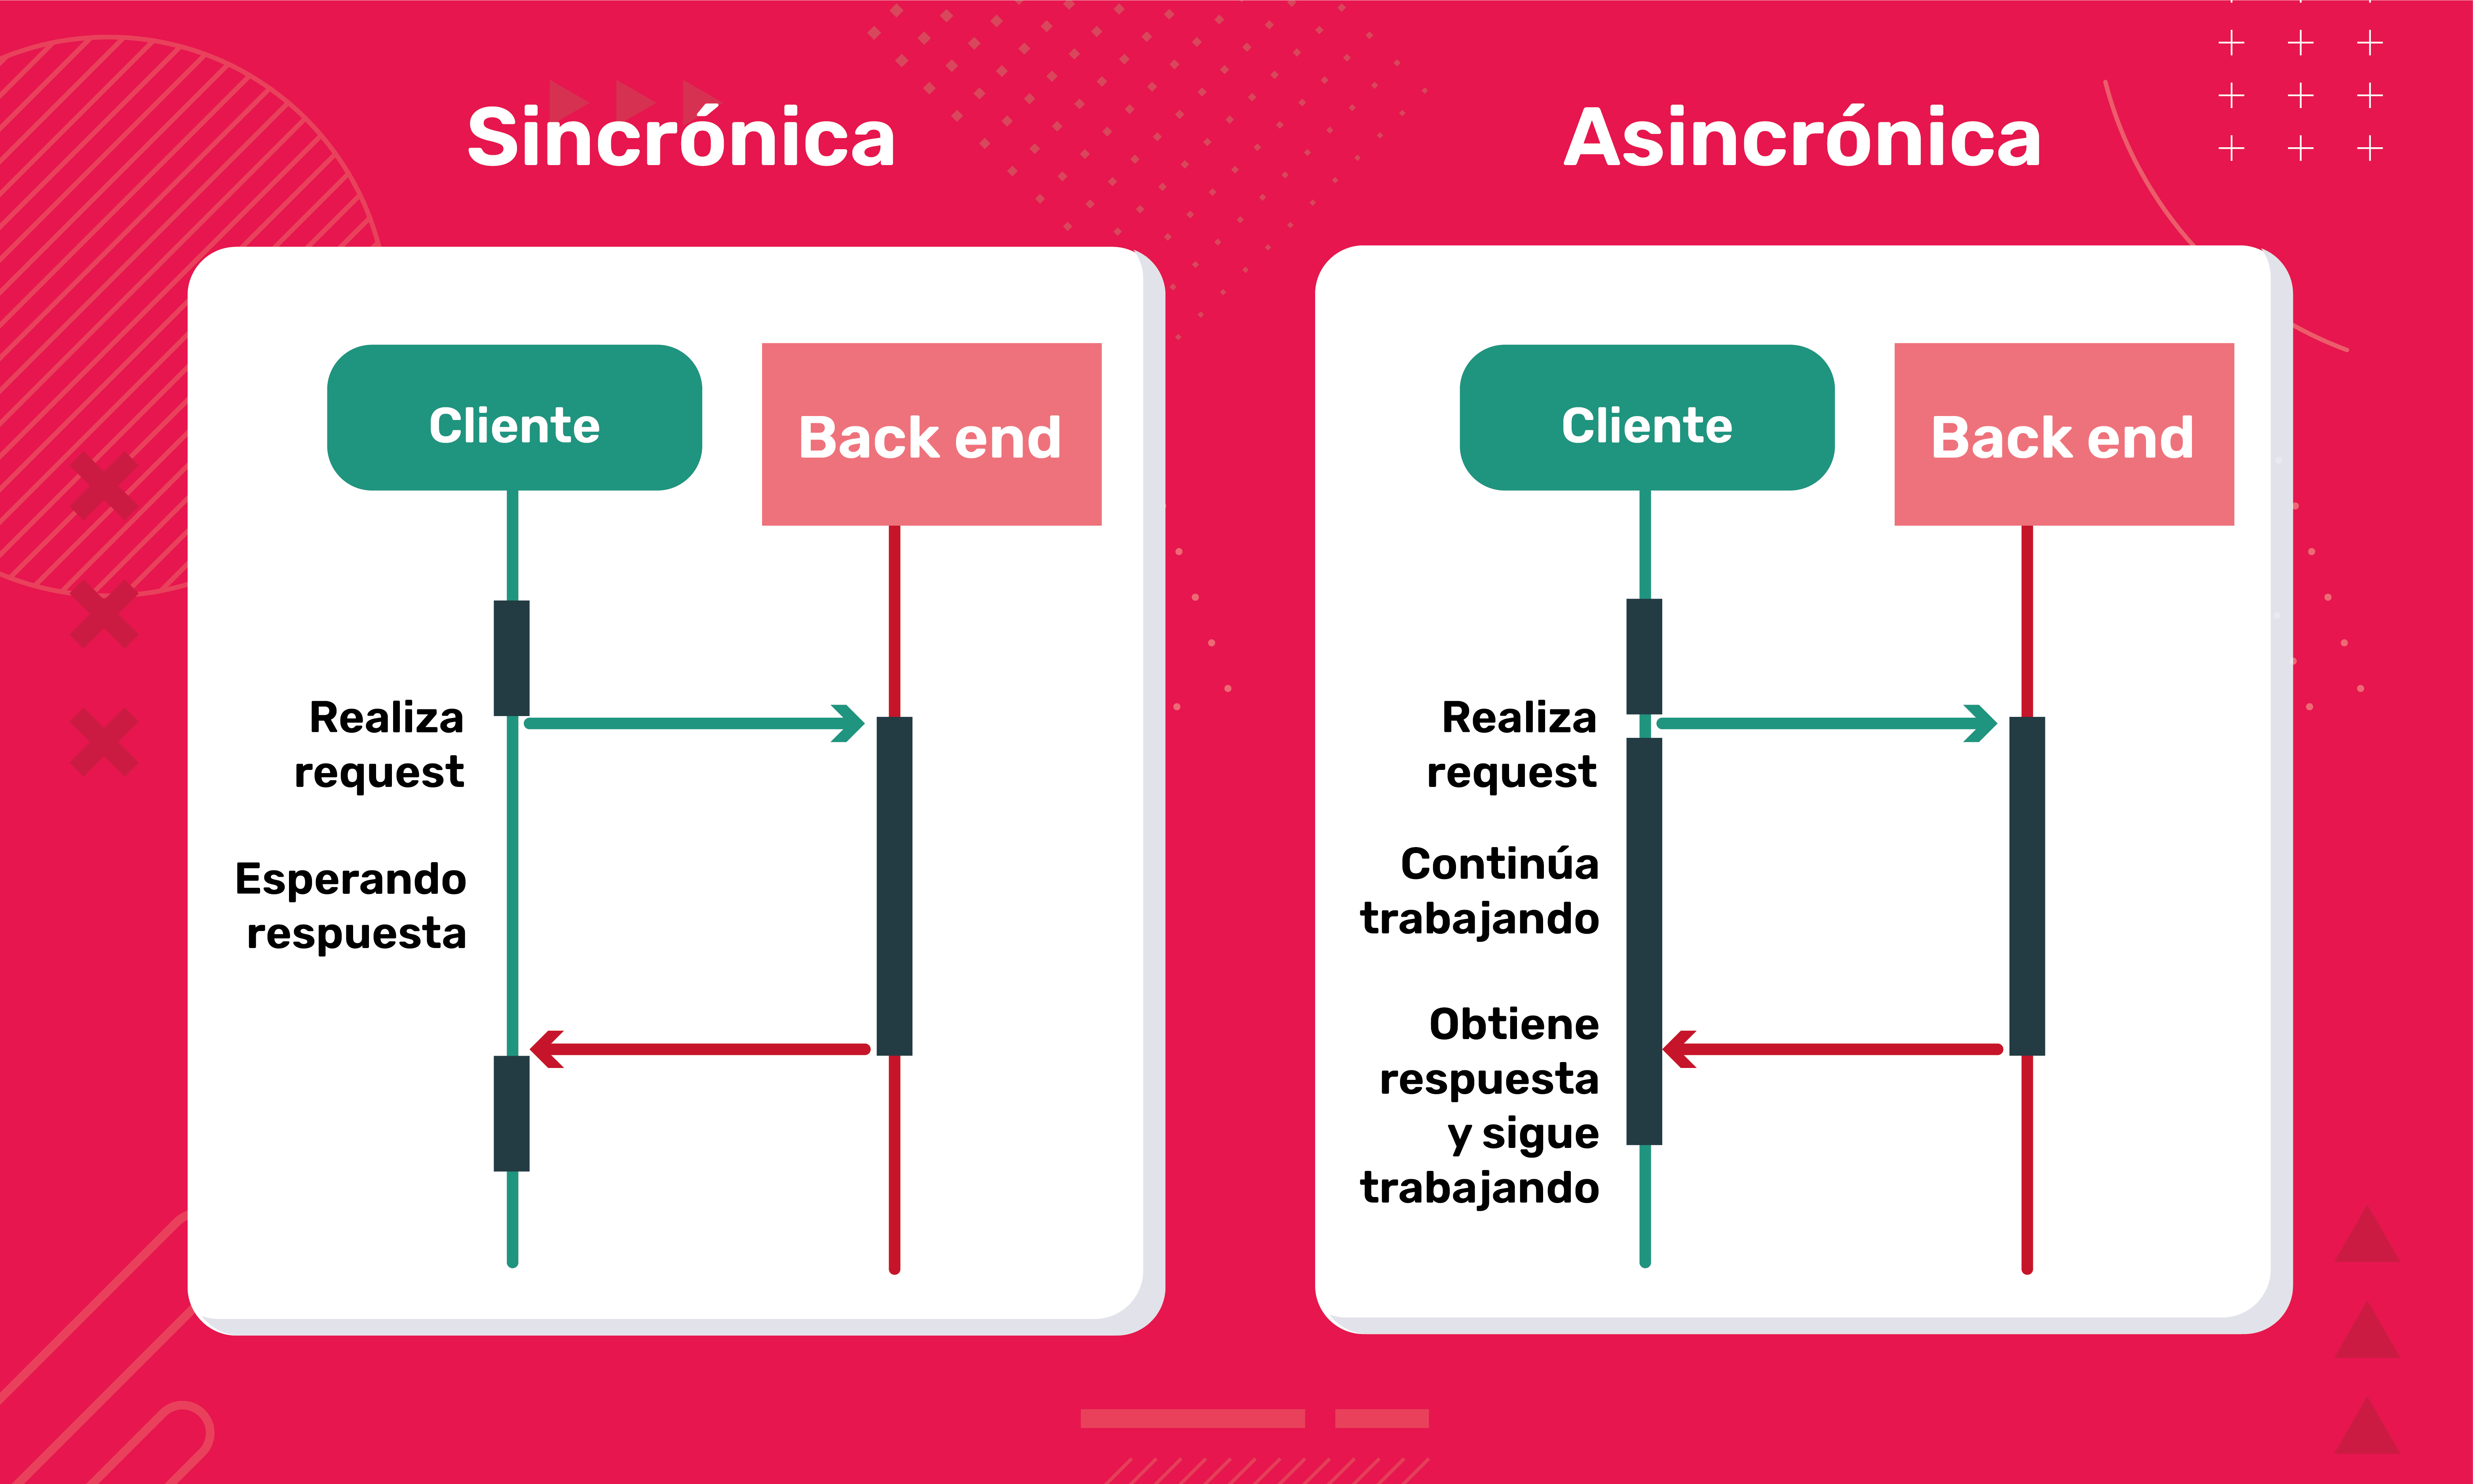 Sincrónica
Cliente
Back end
Realiza
request
Esperando
respuesta
Asincrónica
Cliente
Back end
Realiza
request
Continúa
trabajando
Obtiene
respuesta
y sigue
trabajando